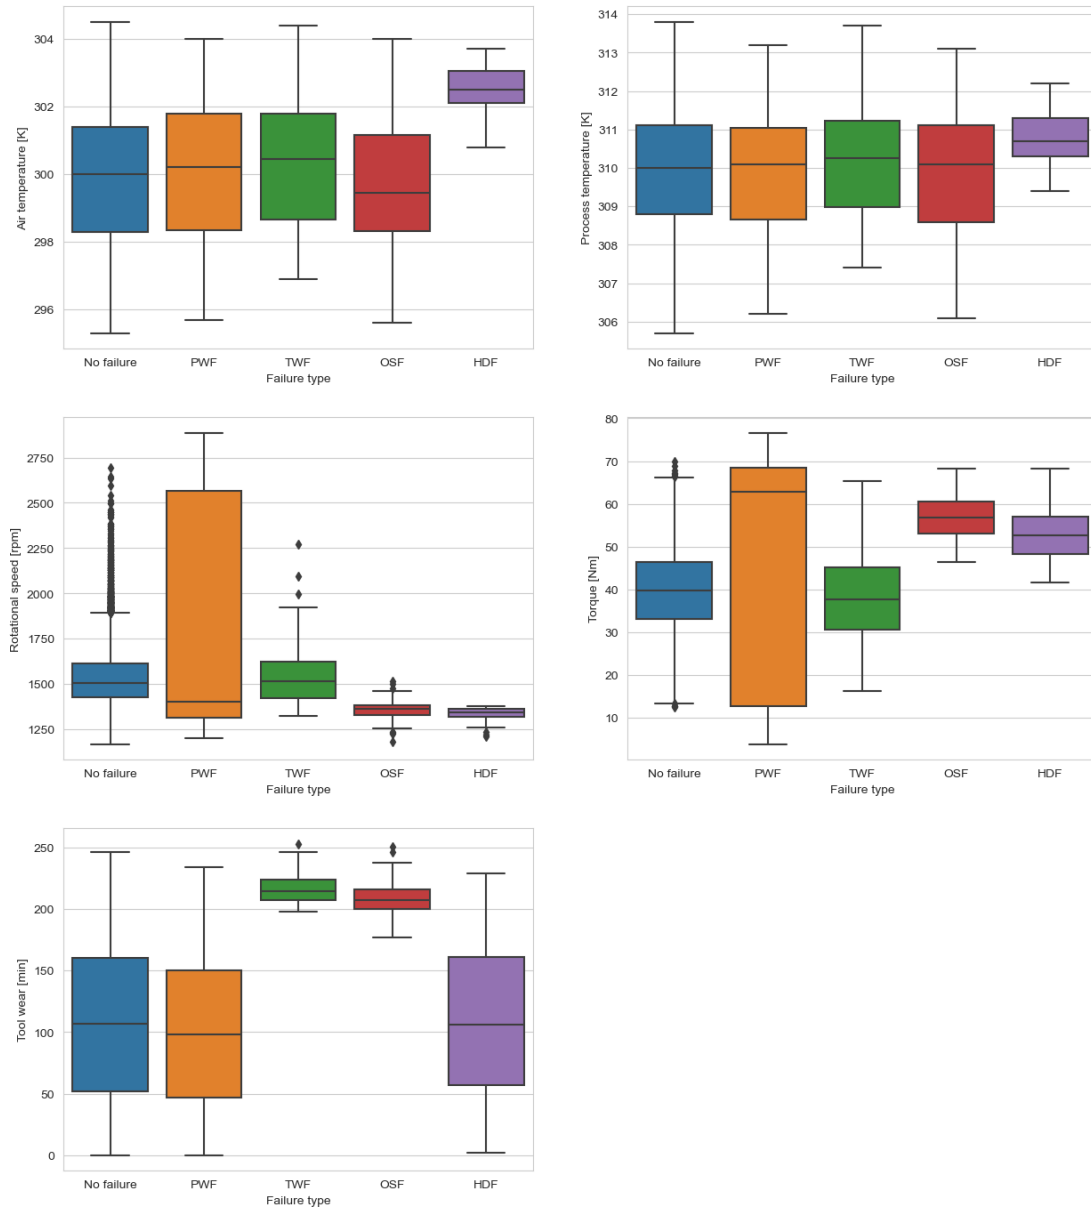 Air temperature [K]
304
302
300
298
296
No failure PWF TWF OSF HDF
Failure type
Process temperature [K]
314
313
312
311
310
309
308
307
306
No failure PWF TWF OSF HDF
Failure type
Rotational speed [rpm]
2750
2500
2250
2000
1750
1500
1250
No failure PWF TWF OSF HDF
Failure type
Torque [Nm]
80
70
60
50
40
30
20
10
No failure PWF TWF OSF HDF
Failure type
Tool wear [min]
250
200
150
100
50
0
No failure PWF TWF OSF HDF
Failure type